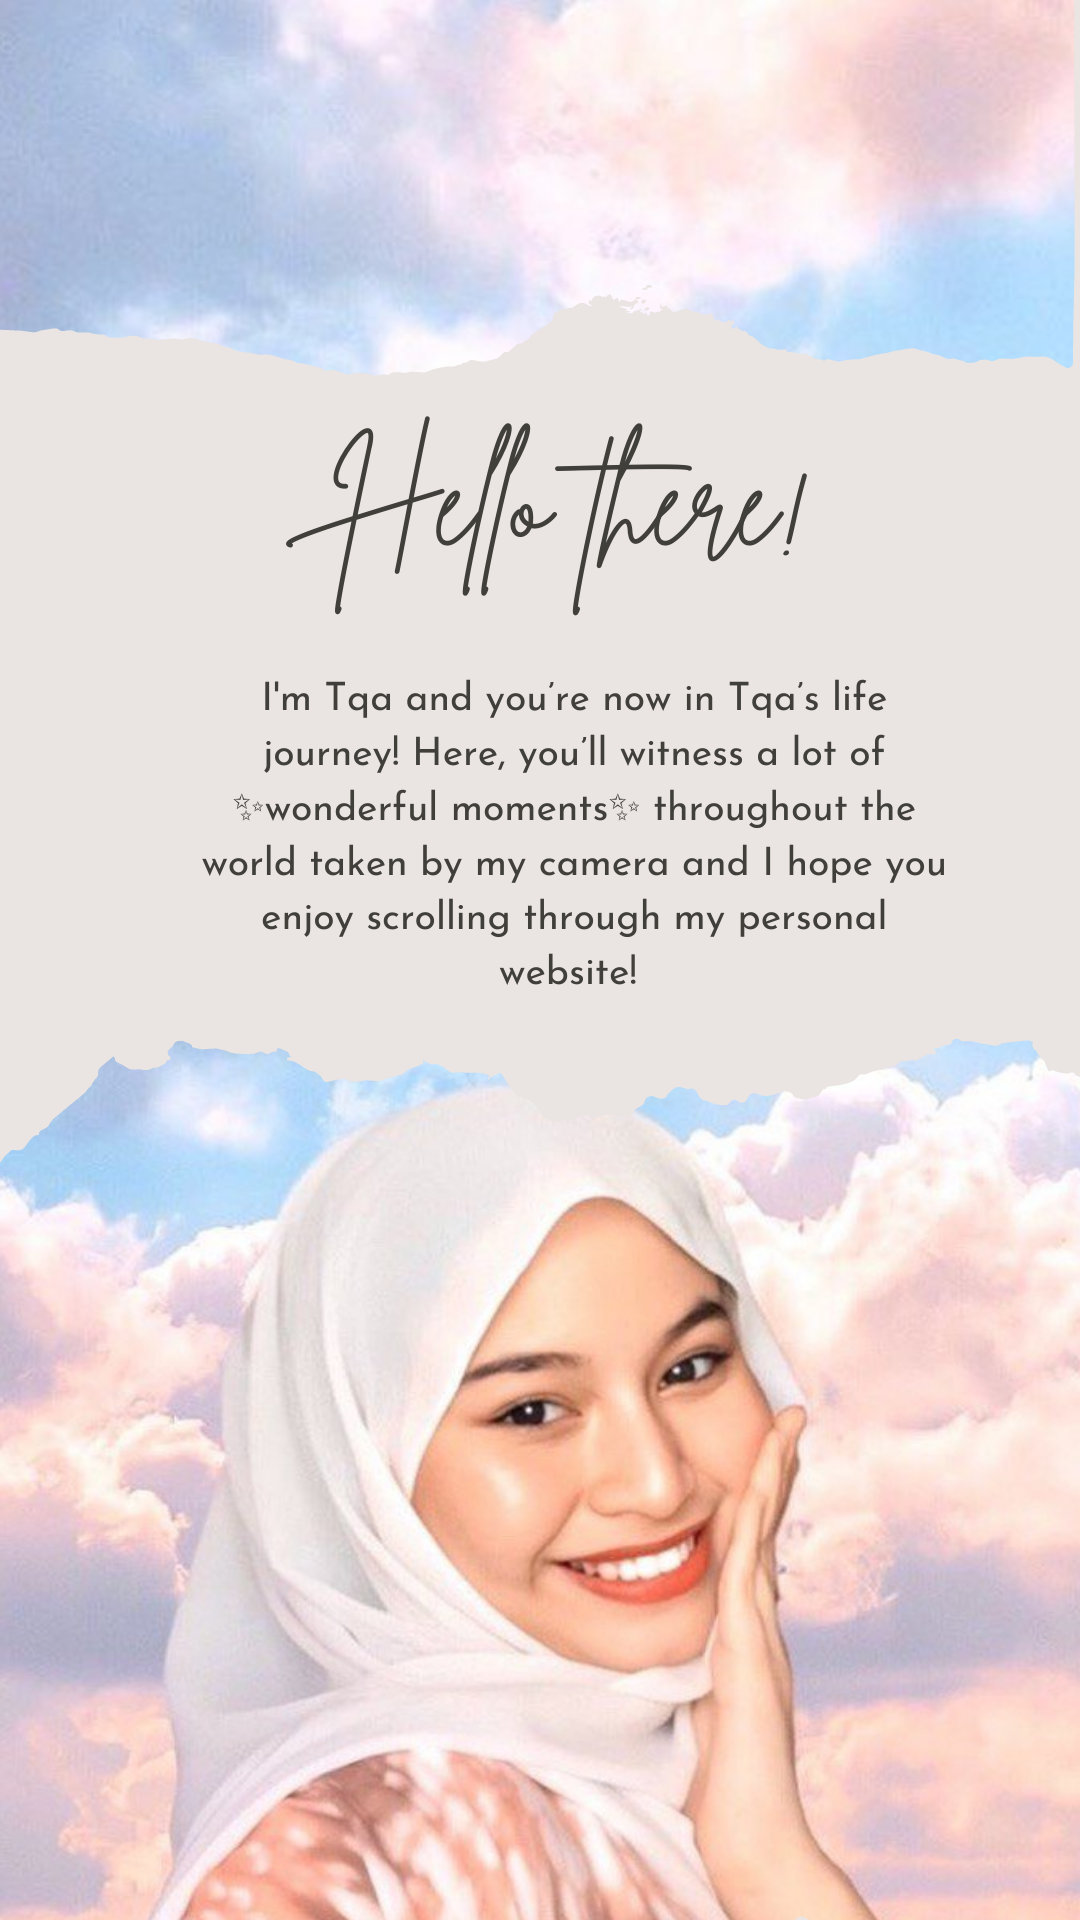 Hello there!
I'm Tqa and you’re now in Tqa’s life
journey! Here, you’ll witness a lot of
✨wonderful moments✨ throughout the
world taken by my camera and I hope you
enjoy scrolling through my personal
website!